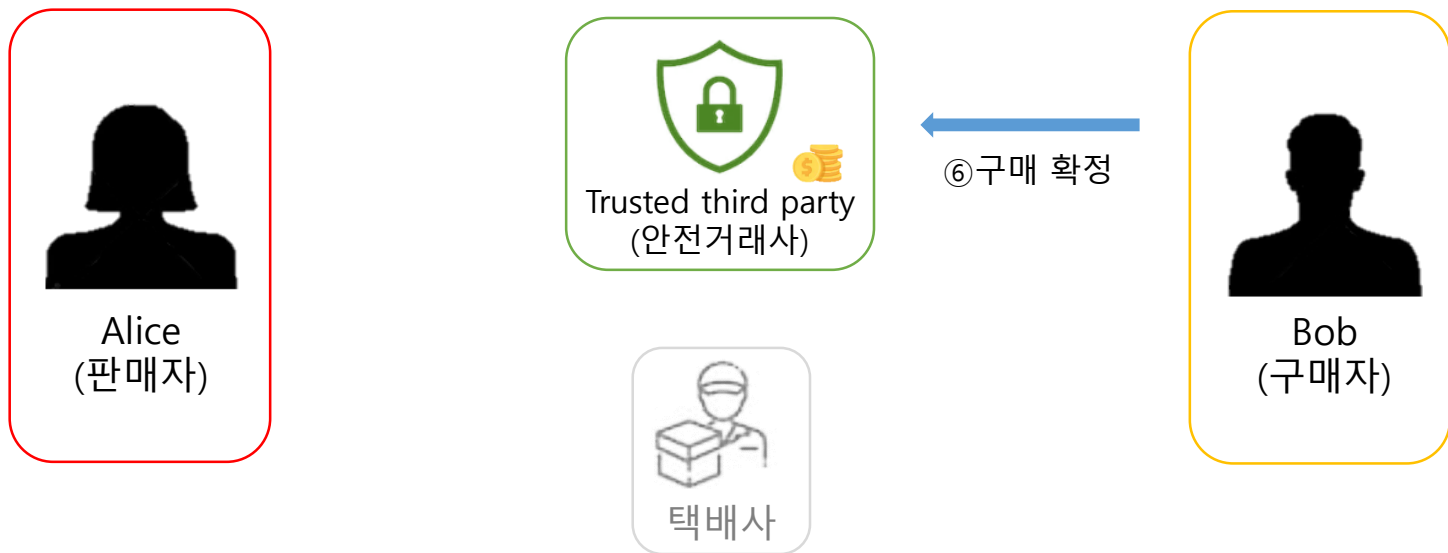 Alice
(판매자)
Trusted third party
(안전거래사)
⑥구매 확정
Bob
(구매자)
택배사